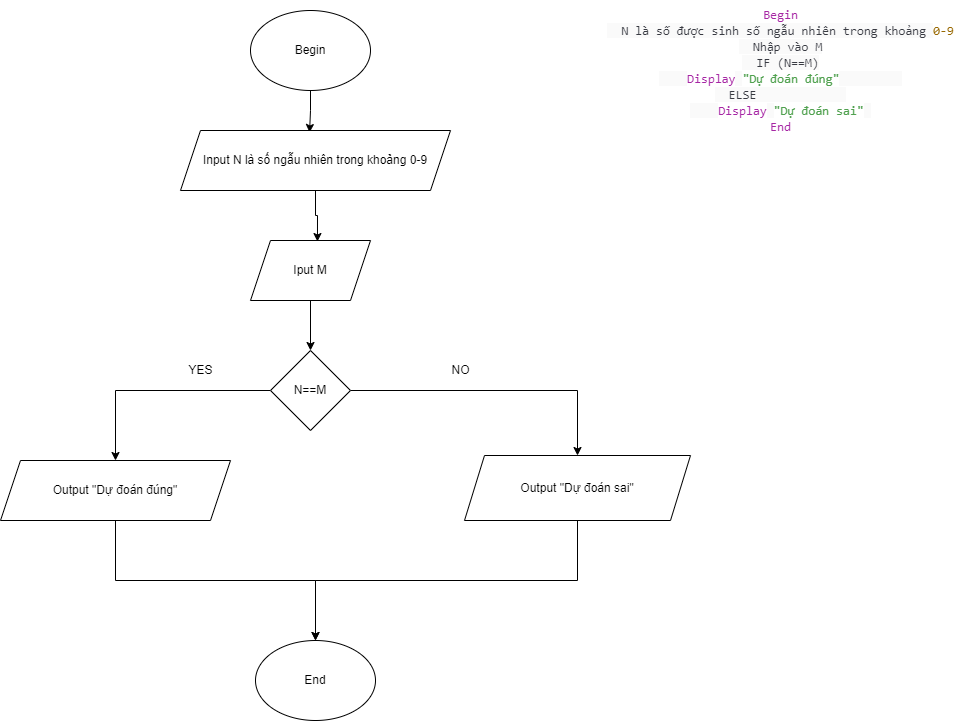 Begin
N là số được sinh số ngẫu nhiên trong khoảng 0-9
Nhập vào M
IF (N==M)
Display "Dự đoán đúng"
ELSE
Display "Dự đoán sai"
End
Begin
Input N là số ngẫu nhiên trong khoảng 0-9
Iput M
YES
NO
N==M
Output "Dự đoán đúng"
Output "Dự đoán sai"
End